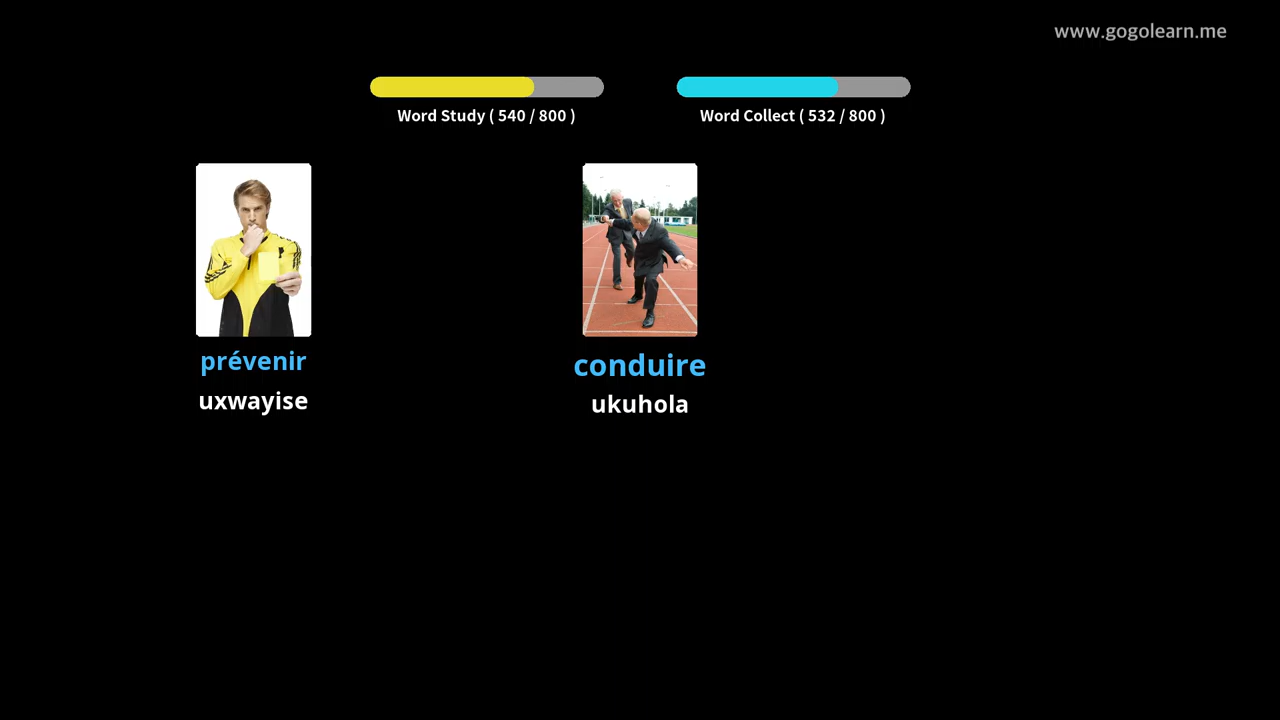 www.gogolearn.me
Word Study ( 540 / 800 )
Word Collect ( 532 / 800 )
prévenir
uxwayise
conduire
ukuhola